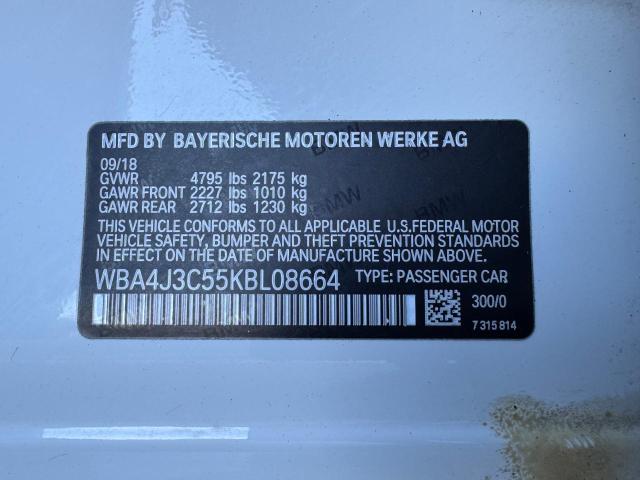 MFD BY BAYERISCHE MOTOREN WERKE AG
09/18
GVWR 4795 lbs 2175 kg
GAWR FRONT 2227 lbs 1010 kg
GAWR REAR 2712 lbs 1230 kg
THIS VEHICLE CONFORMS TO ALL APPLICABLE U.S.FEDERAL MOTOR
VEHICLE SAFETY, BUMPER AND THEFT PREVENTION STANDARDS
IN EFFECT ON THE DATE OF MANUFACTURE SHOWN ABOVE.
WBA4J3C55KBL08664 TYPE: PASSENGER CAR
300/0
7 315 814